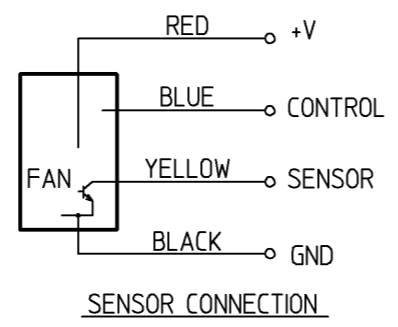 RED +V
BLUE CONTROL
FAN YELLOW SENSOR
BLACK GND
SENSOR CONNECTION